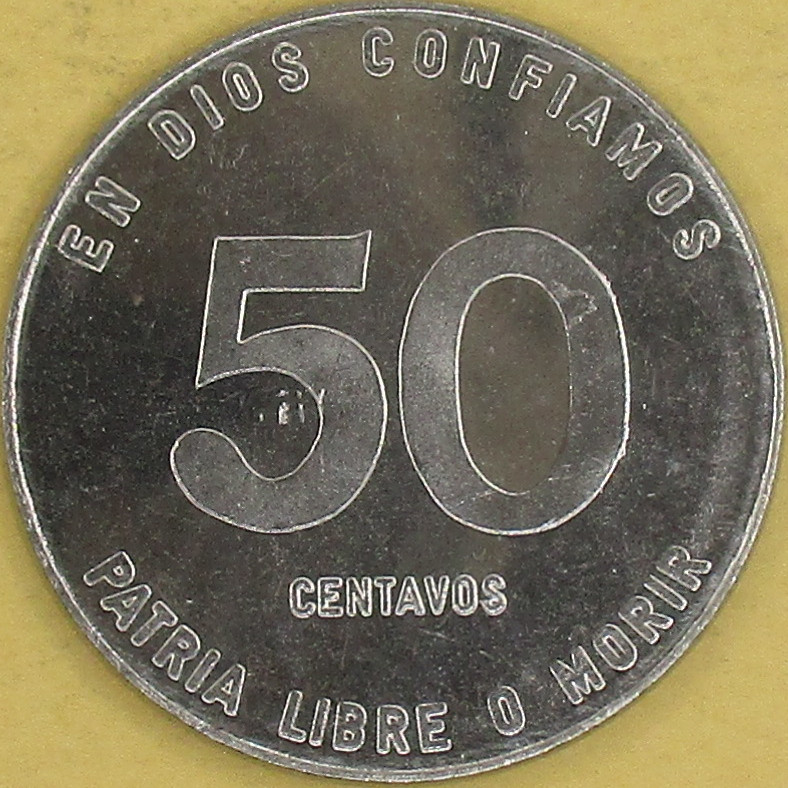 EN DIOS CONFIAMOS
50
CENTAVOS
PATRIA LIBRE O MORIR